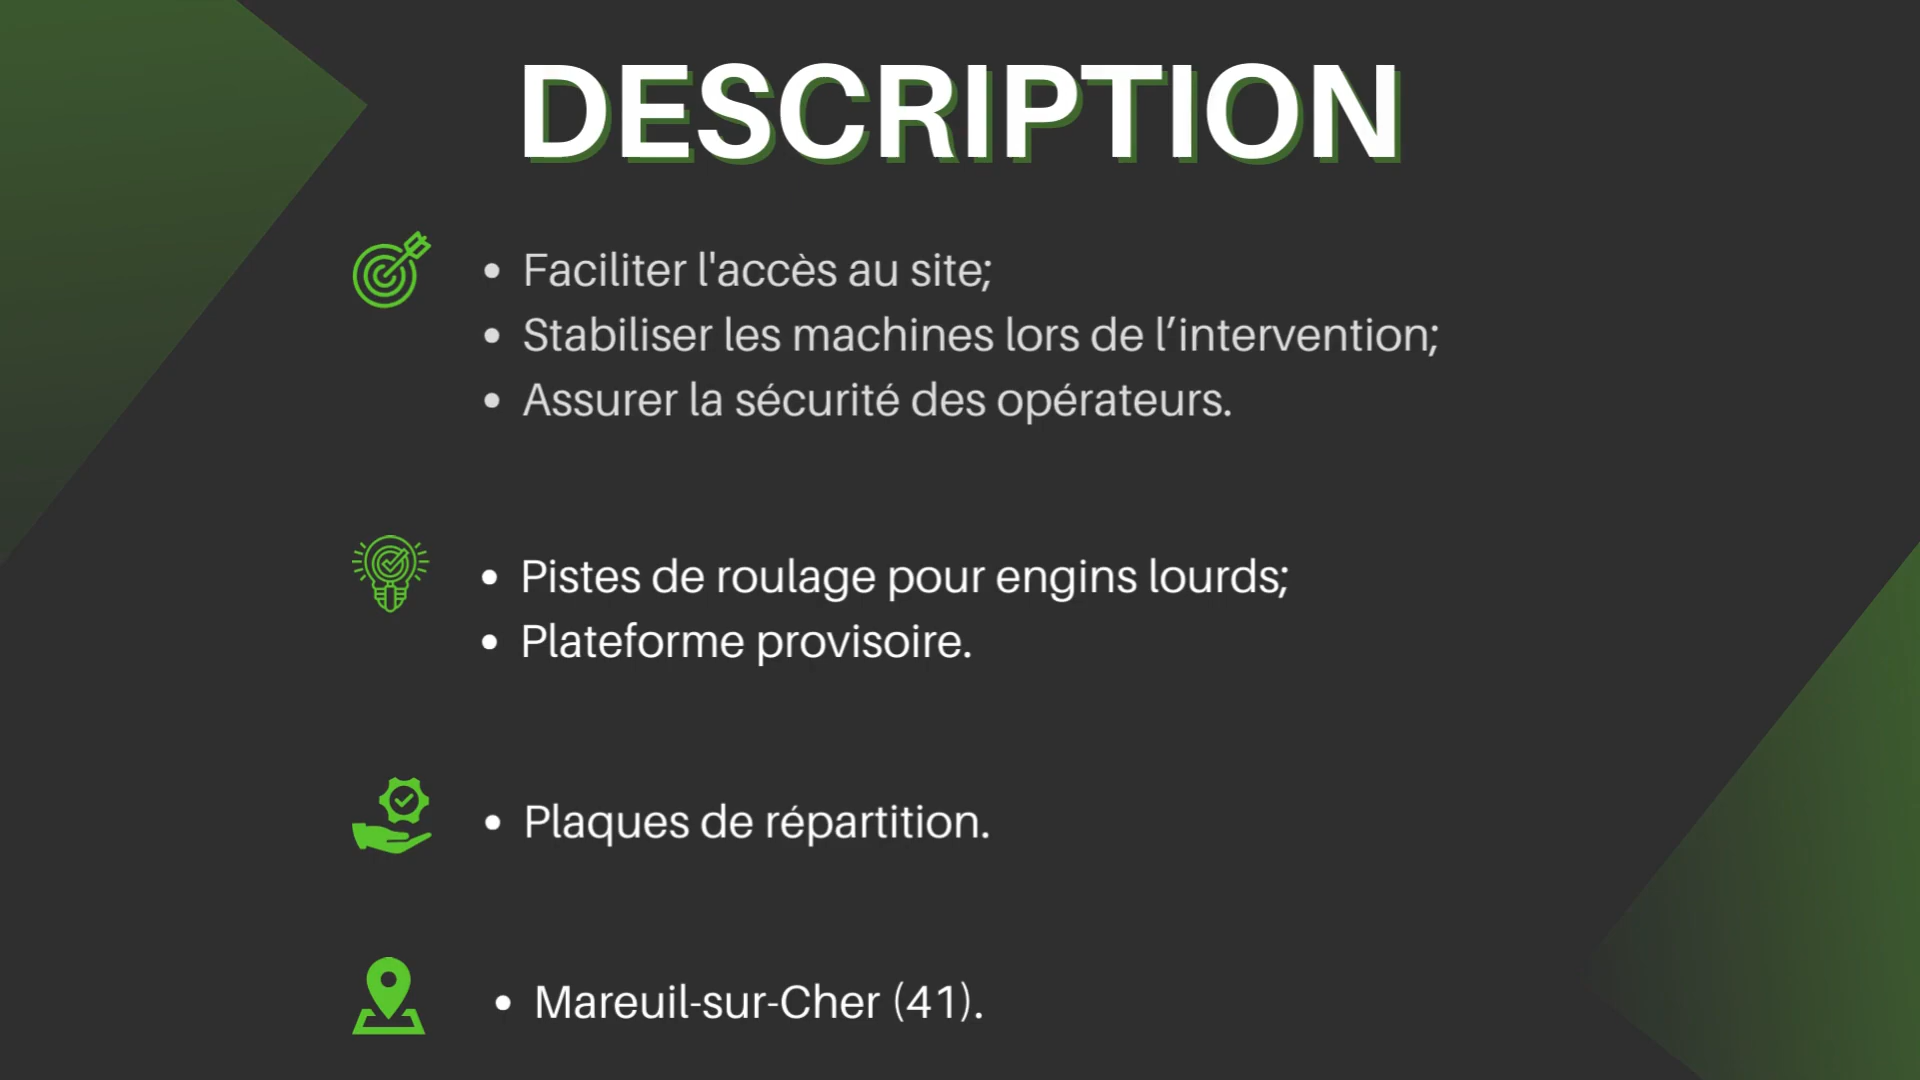 DESCRIPTION
• Faciliter l'accès au site;
• Stabiliser les machines lors de l’intervention;
• Assurer la sécurité des opérateurs.
• Pistes de roulage pour engins lourds;
• Plateforme provisoire.
• Plaques de répartition.
• Mareuil-sur-Cher (41).